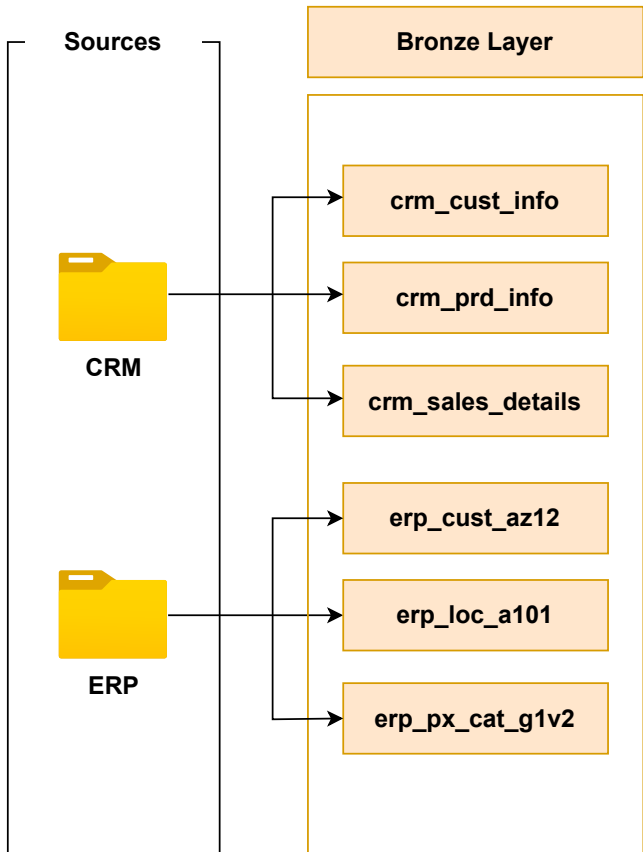 Sources
Bronze Layer
crm_cust_info
crm_prd_info
CRM
crm_sales_details
erp_cust_az12
erp_loc_a101
ERP
erp_px_cat_g1v2